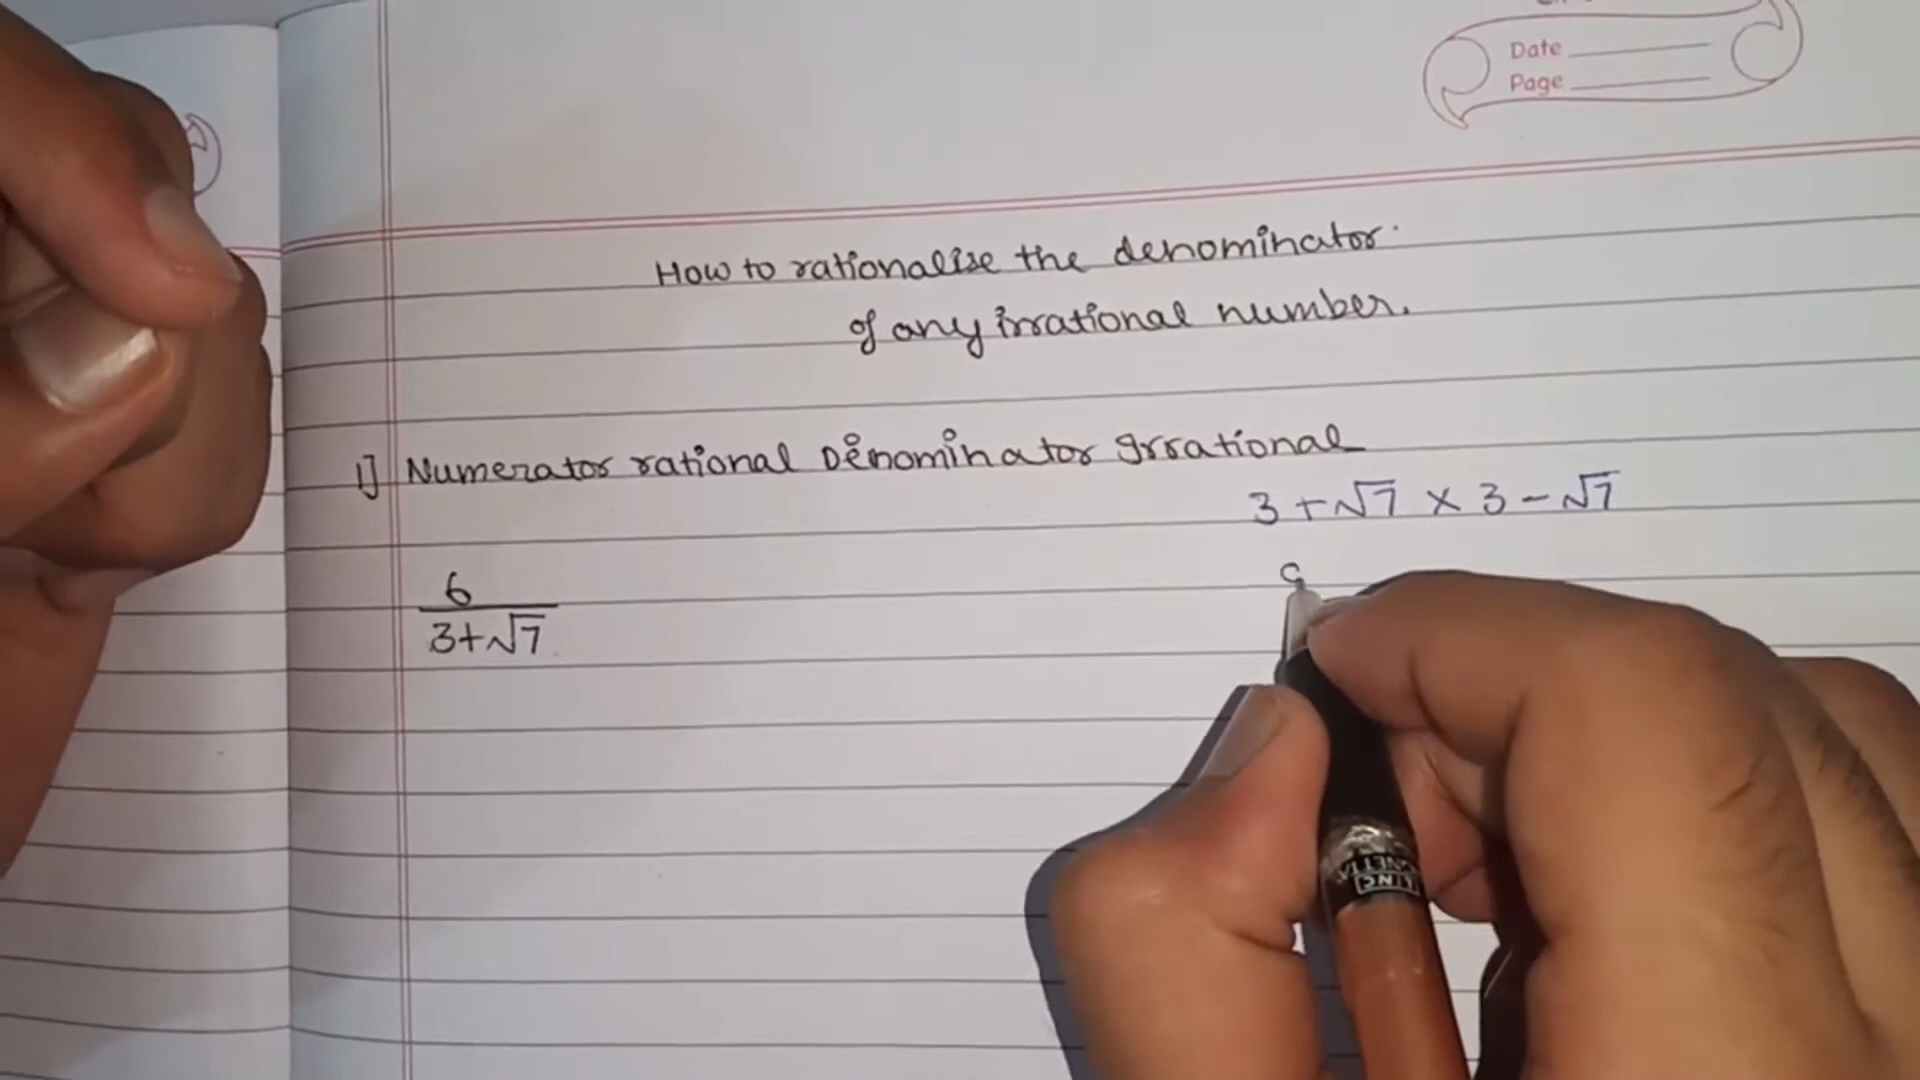 Date
Page
How to rationalise the denominator.
of any irrational number.
1] Numerator rational Denominator Irrational
3 + √7 × 3 - √7
6
3+√7